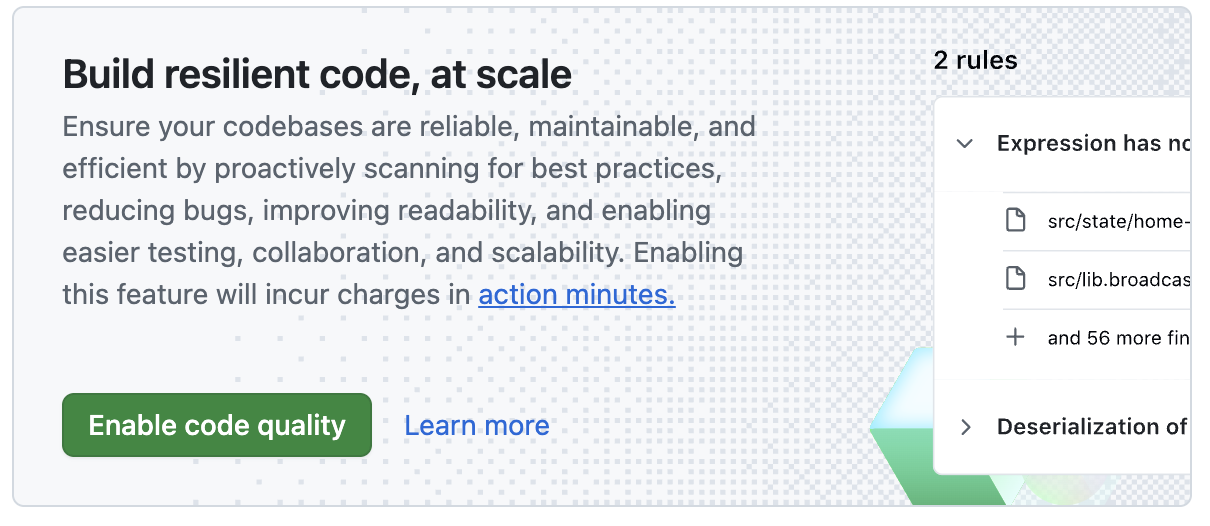 Build resilient code, at scale
Ensure your codebases are reliable, maintainable, and
efficient by proactively scanning for best practices,
reducing bugs, improving readability, and enabling
easier testing, collaboration, and scalability. Enabling
this feature will incur charges in action minutes.
Enable code quality
Learn more
2 rules
Expression has no
src/state/home-
src/lib.broadcas
and 56 more fin
Deserialization of